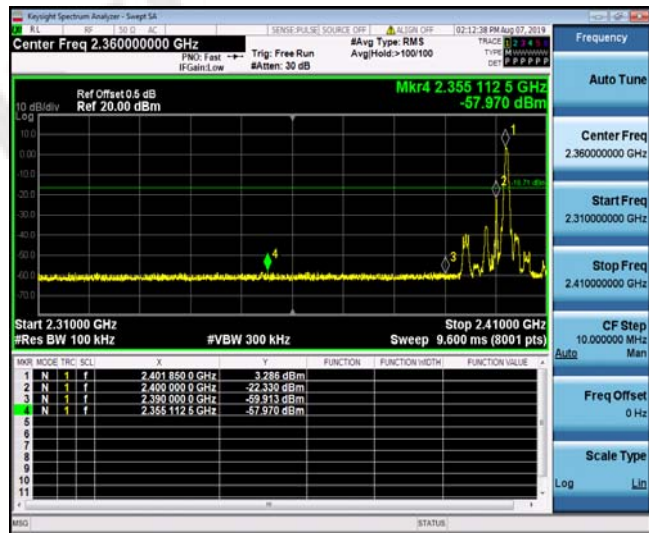 Keysight Spectrum Analyzer - Swept SA
RL RF 50 Ω AC SENSE:PULSE SOURCE OFF ALIGN OFF 02:12:38 PM Aug 07, 2019
Center Freq 2.360000000 GHz #Avg Type: RMS TRACE 1 2 3 4 5 6
PNO: Fast Trig: Free Run Avg|Hold:>100/100 TYPE M
IFGain:Low #Atten: 30 dB DET P P P P P P
Mkr4 2.355 112 5 GHz
Ref Offset 0.5 dB
10 dB/div Ref 20.00 dBm -57.970 dBm
Log
10.0
0.00
-10.0
-20.0
-30.0
-40.0
-50.0
-60.0
-70.0
1
2
3
4
Start 2.31000 GHz Stop 2.41000 GHz
#Res BW 100 kHz #VBW 300 kHz Sweep 9.600 ms (8001 pts)
MKR MODE TRC SCL X Y FUNCTION FUNCTION WIDTH FUNCTION VALUE
1 N 1 f 2.401 850 0 GHz 3.286 dBm
2 N 1 f 2.400 000 0 GHz -22.330 dBm
3 N 1 f 2.390 000 0 GHz -59.913 dBm
4 N 1 f 2.355 112 5 GHz -57.970 dBm
5
6
7
8
9
10
11
MSG STATUS
Frequency
Auto Tune
Center Freq
2.360000000 GHz
Start Freq
2.310000000 GHz
Stop Freq
2.410000000 GHz
CF Step
10.000000 MHz
Auto Man
Freq Offset
0 Hz
Scale Type
Log Lin